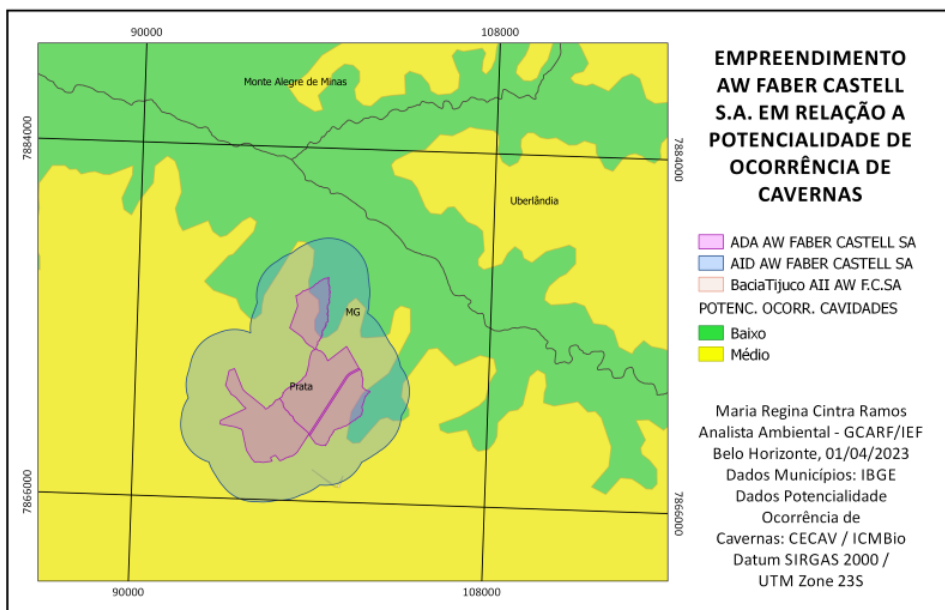 90000
108000
Monte Alegre de Minas
7884000
7884000
Uberlândia
MG
Prata
7866000
7866000
90000
108000
EMPREENDIMENTO
AW FABER CASTELL
S.A. EM RELAÇÃO A
POTENCIALIDADE DE
OCORRÊNCIA DE
CAVERNAS
ADA AW FABER CASTELL SA
AID AW FABER CASTELL SA
BaciaTijuco AII AW F.C.SA
POTENC. OCORR. CAVIDADES
Baixo
Médio
Maria Regina Cintra Ramos
Analista Ambiental - GCARF/IEF
Belo Horizonte, 01/04/2023
Dados Municípios: IBGE
Dados Potencialidade
Ocorrência de
Cavernas: CECAV / ICMBio
Datum SIRGAS 2000 /
UTM Zone 23S